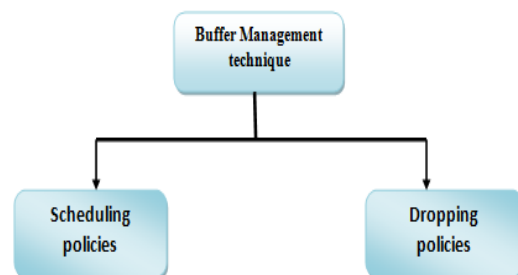 Buffer Management
technique
Scheduling
policies
Dropping
policies